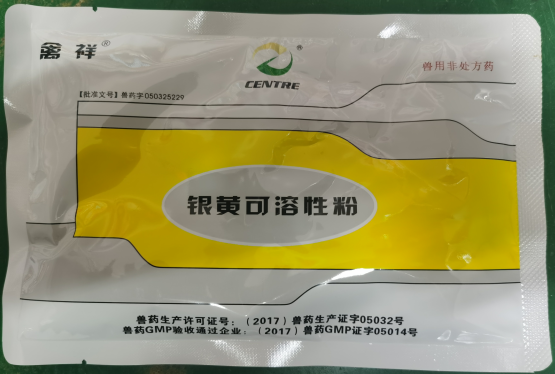 禽祥®
®
CENTRE
兽用非处方药
【批准文号】兽药字050325229
银黄可溶性粉
兽药生产许可证号：（2017）兽药生产证字05032号
兽药GMP验收通过企业：（2017）兽药GMP证字05014号